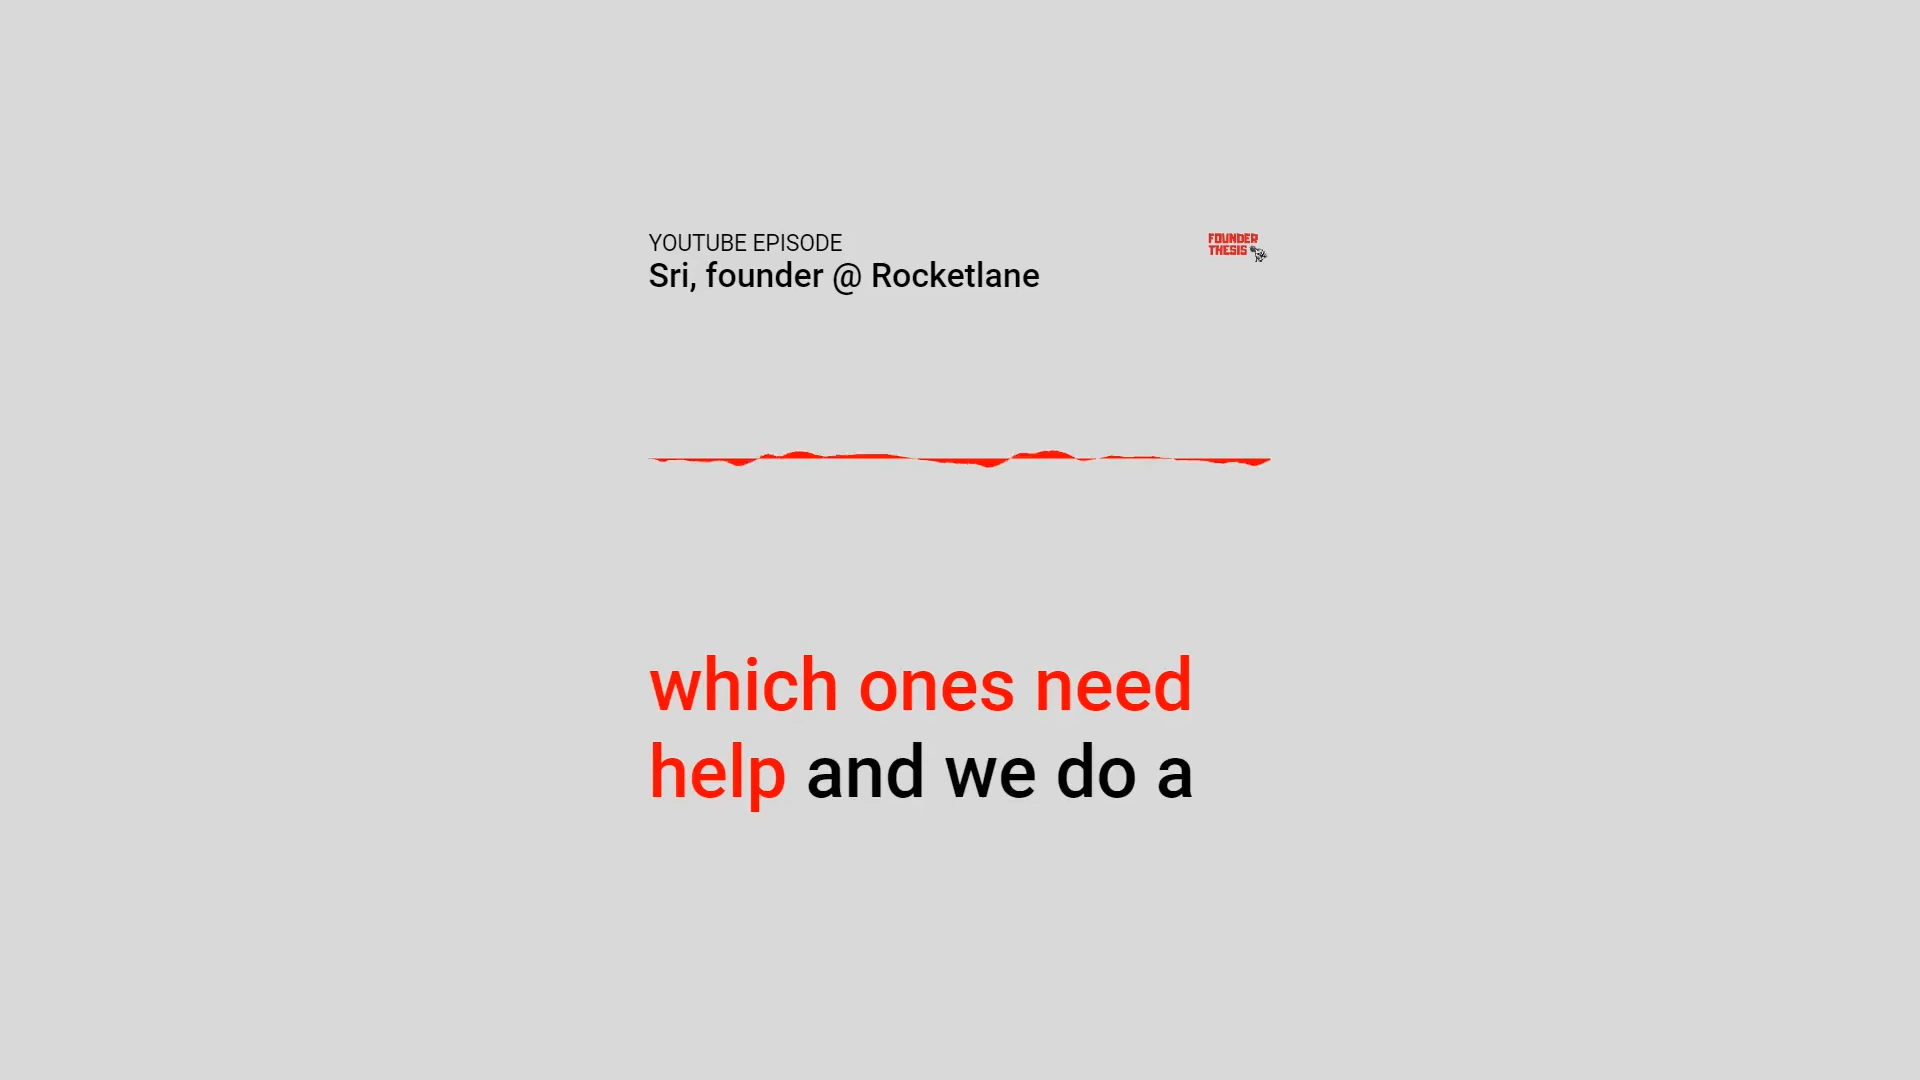 YOUTUBE EPISODE
Sri, founder @ Rocketlane
FOUNDER
THESIS
which ones need
help and we do a